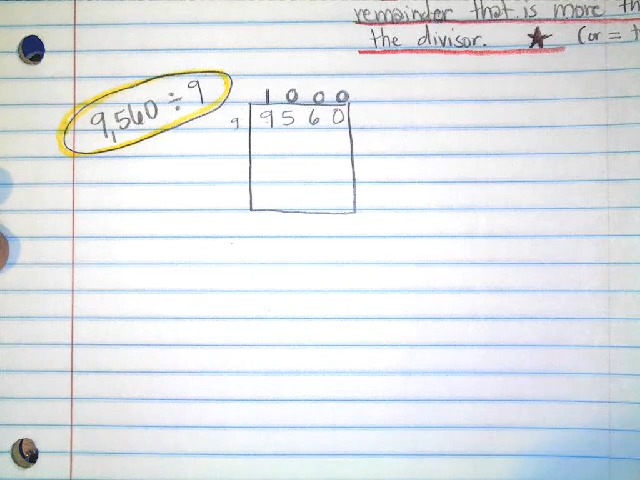 remainder that is more
the divisor. ★ (or =
9,560 ÷ 9
1 0 0 0
9 9 5 6 0